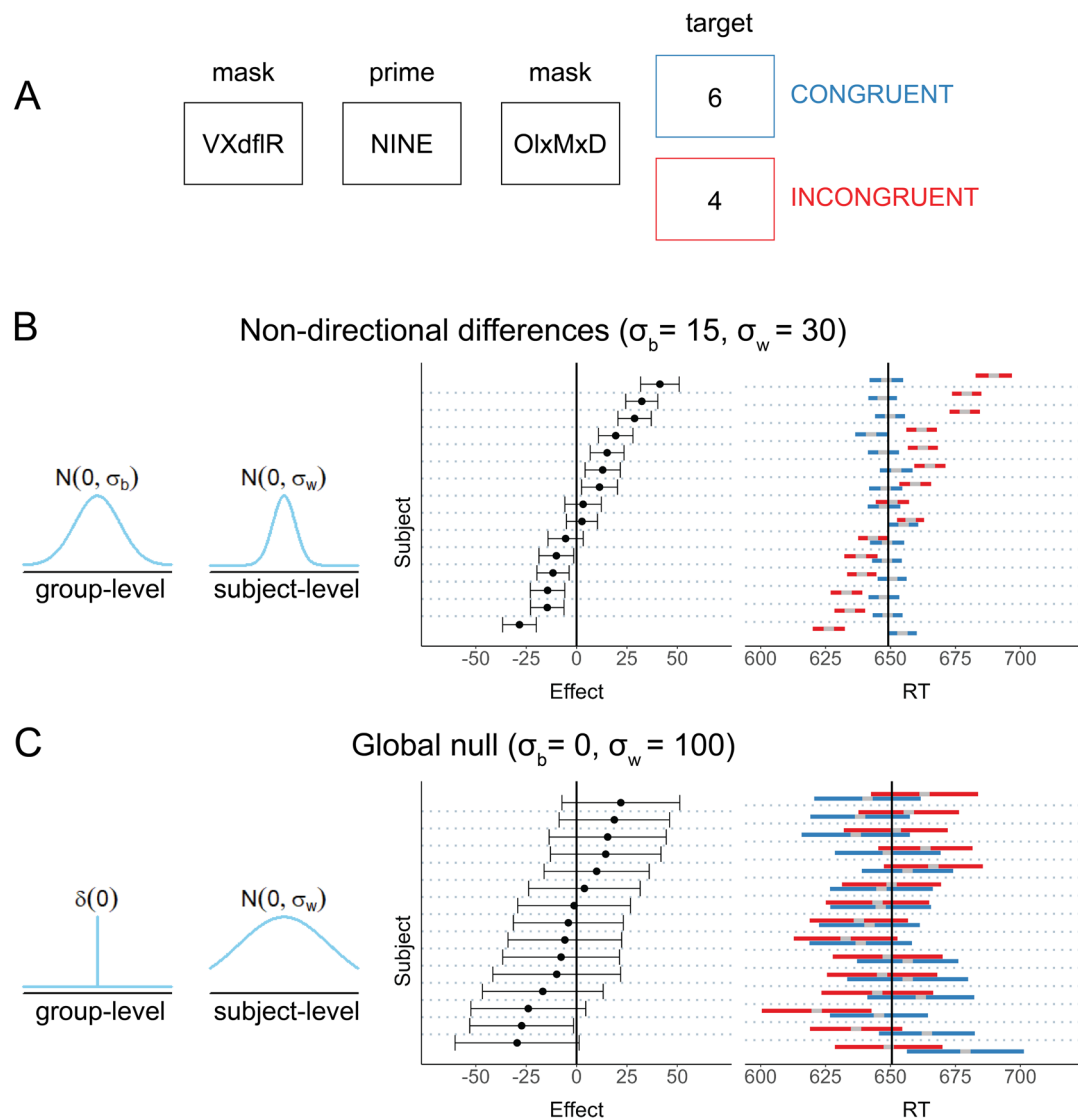 A
mask
prime
mask
target
VXdflR
NINE
OlxMxD
6
CONGRUENT
4
INCONGRUENT
B
Non-directional differences (σb = 15, σw = 30)
N(0, σb)
group-level
N(0, σw)
subject-level
Subject
-50 -25 0 25 50
Effect
600 625 650 675 700
RT
C
Global null (σb = 0, σw = 100)
δ(0)
group-level
N(0, σw)
subject-level
Subject
-50 -25 0 25 50
Effect
600 625 650 675 700
RT